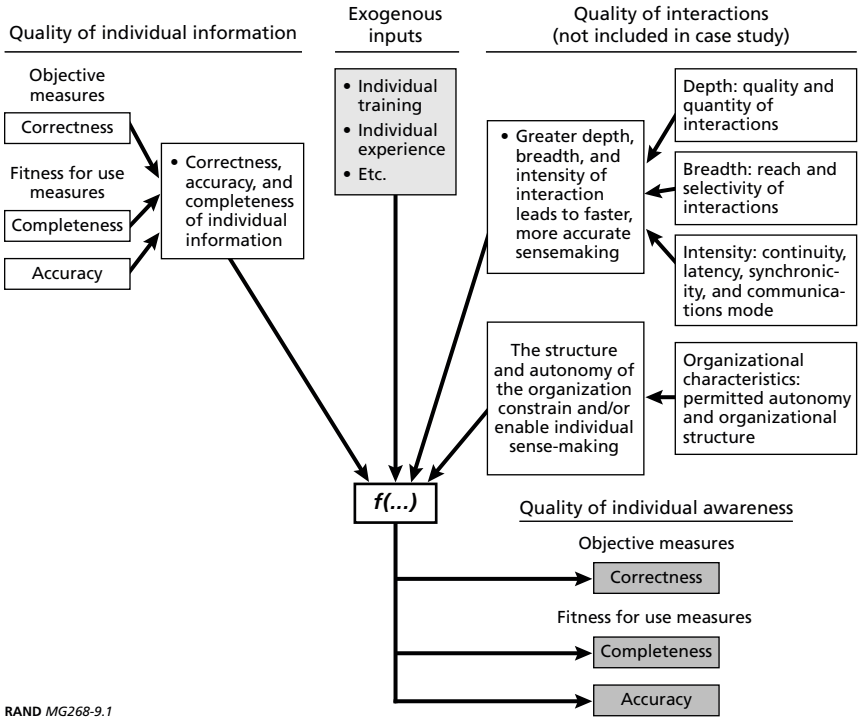 Quality of individual information
Objective
measures
Correctness
Fitness for use
measures
Completeness
Accuracy
• Correctness,
accuracy, and
completeness
of individual
information
Exogenous
inputs
• Individual
training
• Individual
experience
• Etc.
Quality of interactions
(not included in case study)
• Greater depth,
breadth, and
intensity of
interaction
leads to faster,
more accurate
sensemaking
Depth: quality and
quantity of
interactions
Breadth: reach and
selectivity of
interactions
Intensity: continuity,
latency, synchronic-
ity, and communica-
tions mode
The structure
and autonomy of
the organization
constrain and/or
enable individual
sense-making
Organizational
characteristics:
permitted autonomy
and organizational
structure
f(...)
Quality of individual awareness
Objective measures
Correctness
Fitness for use measures
Completeness
Accuracy
RAND MG268-9.1